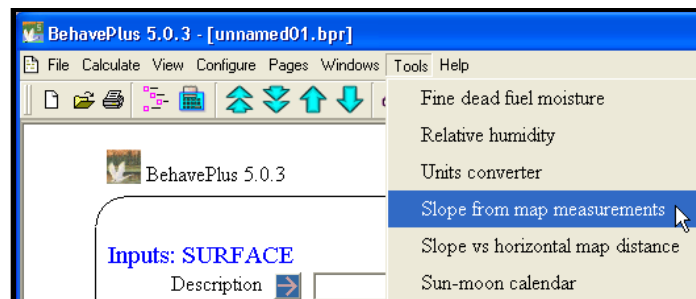 BehavePlus 5.0.3 - [unnamed01.bpr]
File Calculate View Configure Pages Windows Tools Help
Fine dead fuel moisture
Relative humidity
BehavePlus 5.0.3
Units converter
Slope from map measurements
Inputs: SURFACE
Slope vs horizontal map distance
Description
Sun-moon calendar